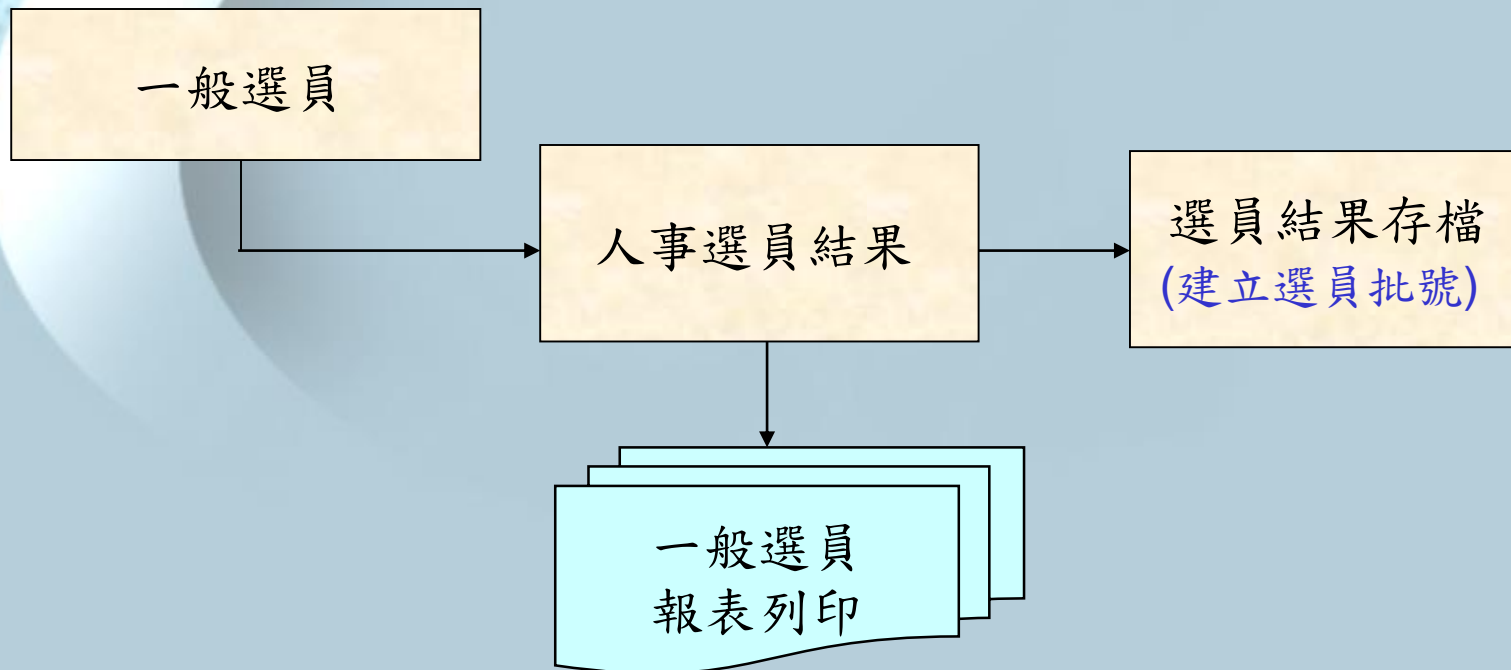 一般選員
人事選員結果
選員結果存檔
(建立選員批號)
一般選員
報表列印